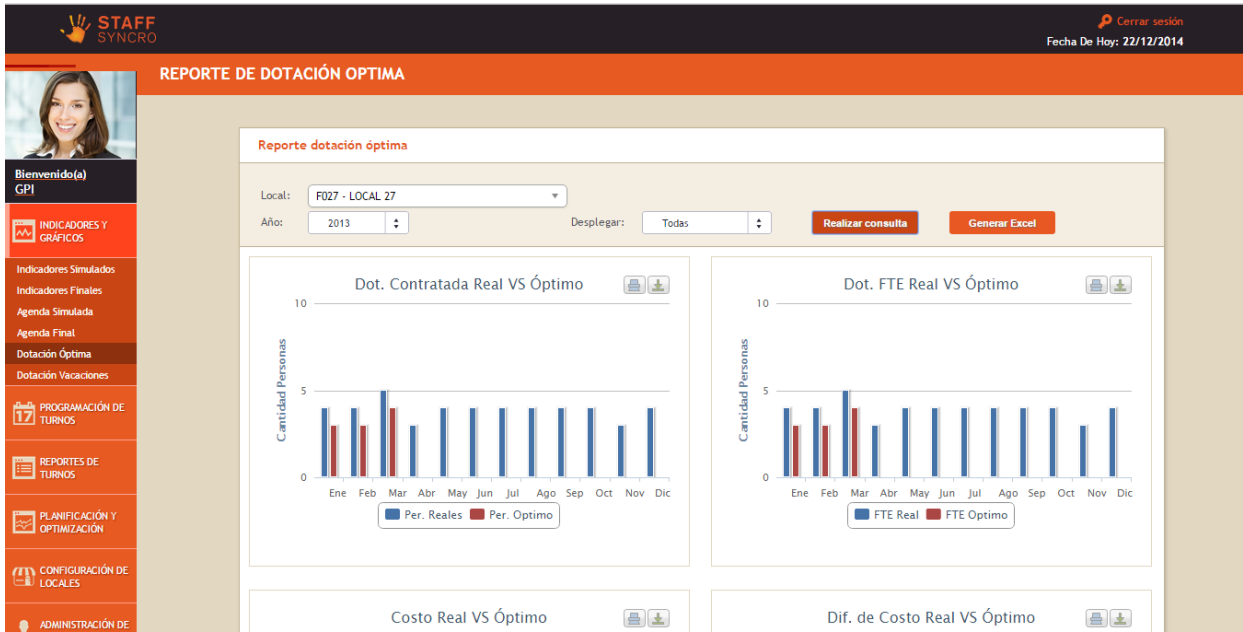 STAFF
SYNCRO
Cerrar sesión
Fecha De Hoy: 22/12/2014
REPORTE DE DOTACIÓN OPTIMA
Bienvenido(a)
GPI
INDICADORES Y
GRÁFICOS
Indicadores Simulados
Indicadores Finales
Agenda Simulada
Agenda Final
Dotación Óptima
Dotación Vacaciones
17
PROGRAMACIÓN DE
TURNOS
REPORTES DE
TURNOS
PLANIFICACIÓN Y
OPTIMIZACIÓN
CONFIGURACIÓN DE
LOCALES
ADMINISTRACIÓN DE
Reporte dotación óptima
Local: F027 - LOCAL 27
Año: 2013 Desplegar: Todas Realizar consulta Generar Excel
Dot. Contratada Real VS Óptimo
Cantidad Personas
10
5
0
Ene Feb Mar Abr May Jun Jul Ago Sep Oct Nov Dic
Per. Reales Per. Optimo
Dot. FTE Real VS Óptimo
Cantidad Personas
10
5
0
Ene Feb Mar Abr May Jun Jul Ago Sep Oct Nov Dic
FTE Real FTE Optimo
Costo Real VS Óptimo
Dif. de Costo Real VS Óptimo